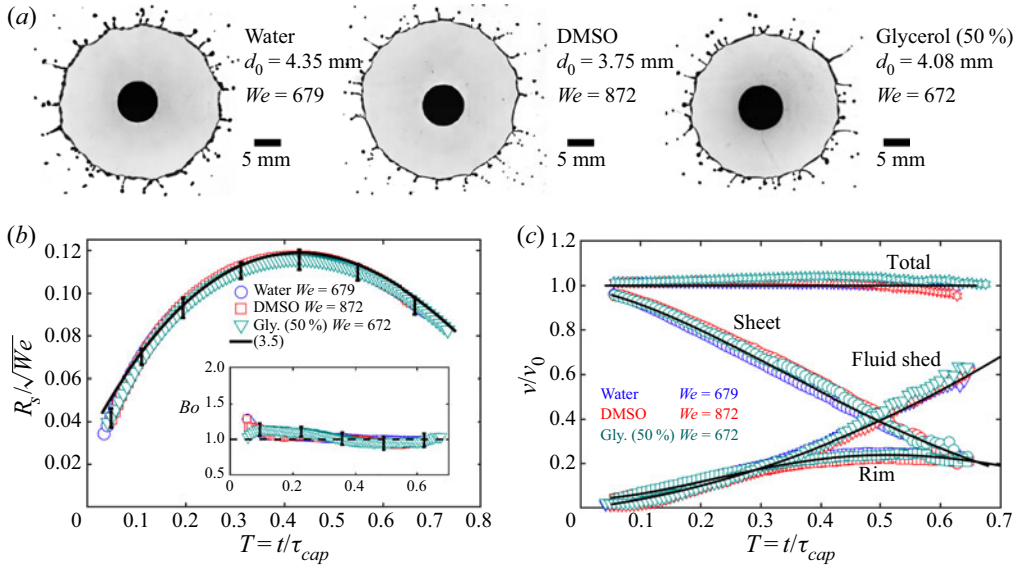 (a)
Water
d0 = 4.35 mm
We = 679
5 mm
DMSO
d0 = 3.75 mm
We = 872
5 mm
Glycerol (50 %)
d0 = 4.08 mm
We = 672
5 mm
(b)
0.12
0.10
0.08
0.06
0.04
0.02
Rs/√We
Water We = 679
DMSO We = 872
Gly. (50 %) We = 672
(3.5)
2.0
1.5
1.0
0.5
Bo
0 0.2 0.4 0.6
0 0.1 0.2 0.3 0.4 0.5 0.6 0.7 0.8
T = t/τcap
(c)
1.2
1.0
0.8
0.6
0.4
0.2
v/v0
Total
Sheet
Fluid shed
Water We = 679
DMSO We = 872
Gly. (50 %) We = 672
Rim
0 0.1 0.2 0.3 0.4 0.5 0.6 0.7
T = t/τcap